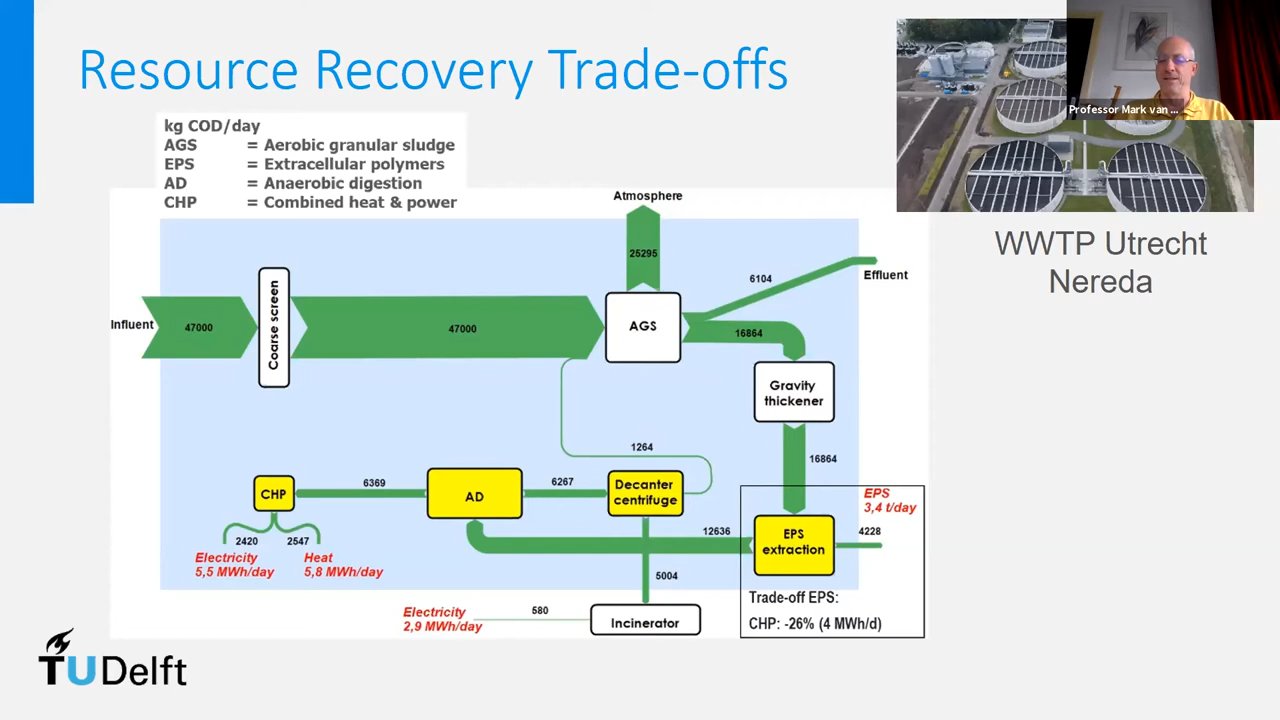 Resource Recovery Trade-offs
Professor Mark van ...
kg COD/day
AGS = Aerobic granular sludge
EPS = Extracellular polymers
AD = Anaerobic digestion
CHP = Combined heat & power
WWTP Utrecht
Nereda
Atmosphere
25295
6104
Effluent
Influent
47000
Coarse screen
47000
AGS
16864
Gravity
thickener
1264
16864
CHP
6369
AD
6267
Decanter
centrifuge
EPS
3,4 t/day
12636
EPS
extraction
4228
2420
2547
Electricity
5,5 MWh/day
Heat
5,8 MWh/day
5004
Electricity
2,9 MWh/day
580
Incinerator
Trade-off EPS:
CHP: -26% (4 MWh/d)
TUDelft